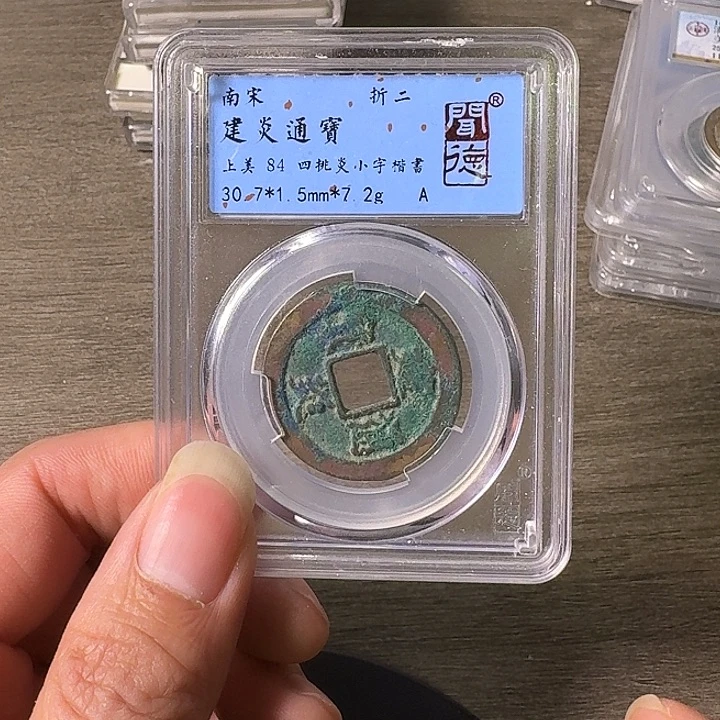 南宋 折二
建炎通寶
上美 84 四挑炎小字楷書
30.7*1.5mm*7.2g A
聞德®